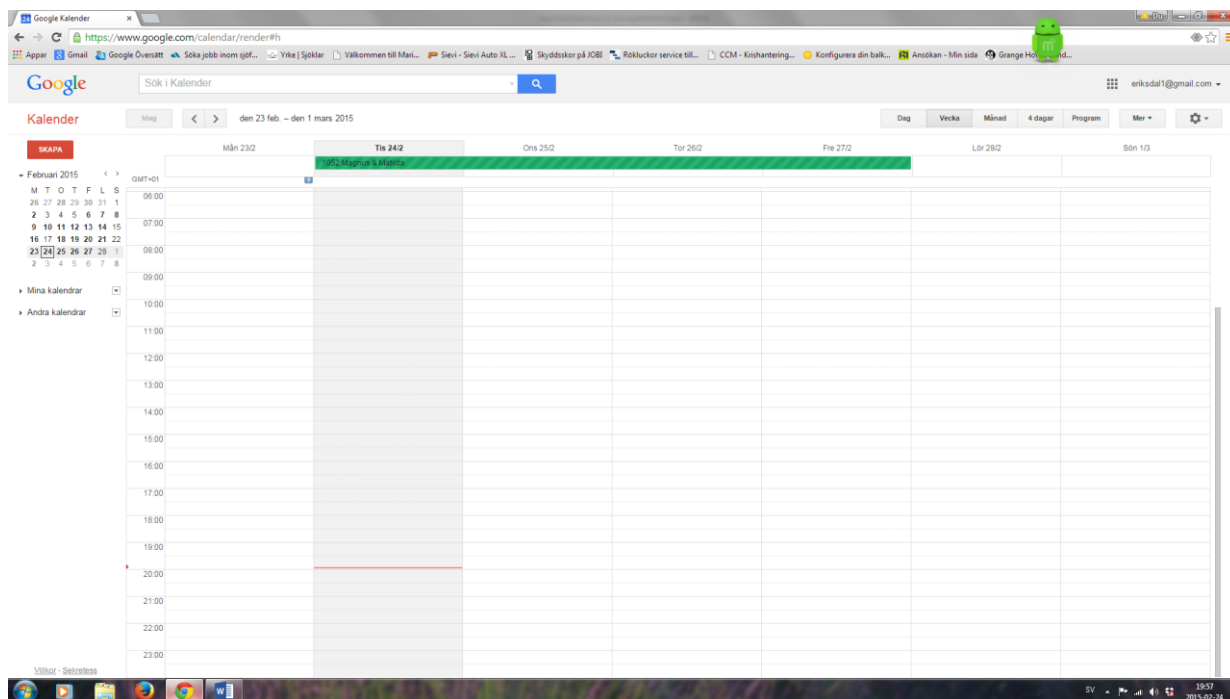 Google Kalender
https://www.google.com/calendar/render#h
Appar Gmail Google Översätt Söka jobb inom sjöf... Yrke | Sjöklar Välkommen till Mari... Sievi - Sievi Auto XL ... Skyddsskor på JOBI Rökluckor service till... CCM - Krishantering... Konfigurera din balk... Ansökan - Min sida
Google Sök i Kalender eriksdal1@gmail.com
Kalender Idag den 23 feb. – den 1 mars 2015 Dag Vecka Månad 4 dagar Program Mer
SKAPA Mån 23/2 Tis 24/2 Ons 25/2 Tor 26/2 Fre 27/2 Lör 28/2 Sön 1/3
1052 Magnus & Matilda
Februari 2015
GMT+01
M T O T F L S
26 27 28 29 30 31 1
2 3 4 5 6 7 8
9 10 11 12 13 14 15
16 17 18 19 20 21 22
23 24 25 26 27 28 1
2 3 4 5 6 7 8
Mina kalendrar
Andra kalendrar
06:00
07:00
08:00
09:00
10:00
11:00
12:00
13:00
14:00
15:00
16:00
17:00
18:00
19:00
20:00
21:00
22:00
23:00
Villkor - Sekretess
SV 19:57
2015-02-24